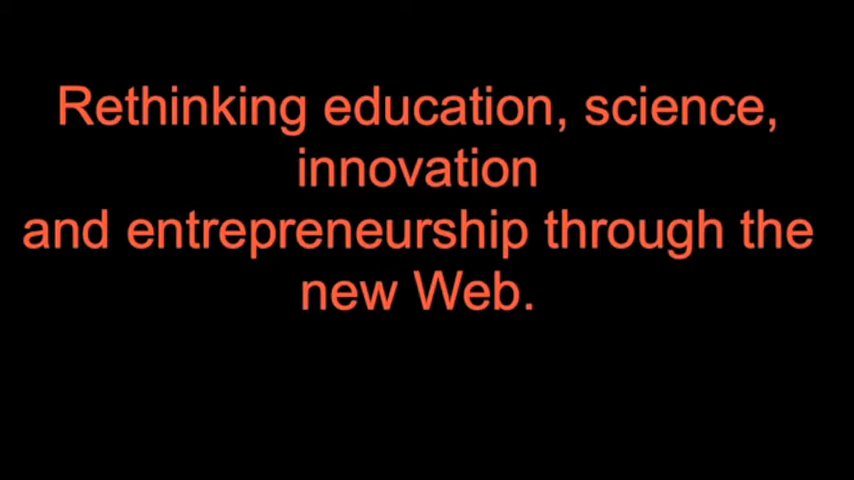 Rethinking education, science,
innovation
and entrepreneurship through the
new Web.